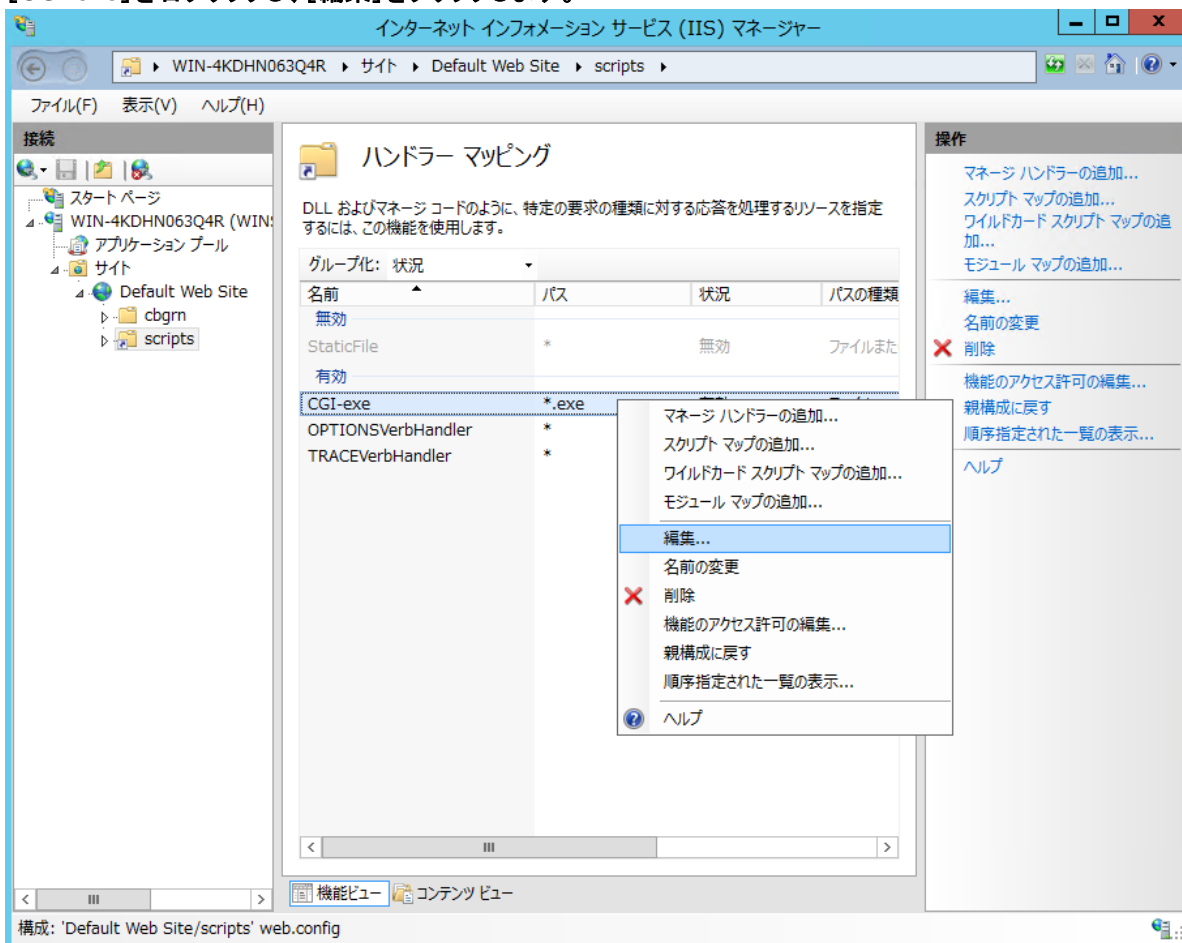 インターネット インフォメーション サービス (IIS) マネージャー
WIN-4KDHN063Q4R ▸ サイト ▸ Default Web Site ▸ scripts ▸
ファイル(F) 表示(V) ヘルプ(H)
接続
スタート ページ
WIN-4KDHN063Q4R (WIN
アプリケーション プール
サイト
Default Web Site
cbgrn
scripts
ハンドラー マッピング
DLL およびマネージ コードのように、特定の要求の種類に対する応答を処理するリソースを指定
するには、この機能を使用します。
グループ化: 状況
名前 パス 状況 パスの種類
無効
StaticFile * 無効 ファイルまた
有効
CGI-exe *.exe
OPTIONSVerbHandler *
TRACEVerbHandler *
マネージ ハンドラーの追加...
スクリプト マップの追加...
ワイルドカード スクリプト マップの追加...
モジュール マップの追加...
編集...
名前の変更
削除
機能のアクセス許可の編集...
親構成に戻す
順序指定された一覧の表示...
ヘルプ
機能ビュー コンテンツ ビュー
操作
マネージ ハンドラーの追加...
スクリプト マップの追加...
ワイルドカード スクリプト マップの追
加...
モジュール マップの追加...
編集...
名前の変更
削除
機能のアクセス許可の編集...
親構成に戻す
順序指定された一覧の表示...
ヘルプ
構成: 'Default Web Site/scripts' web.config